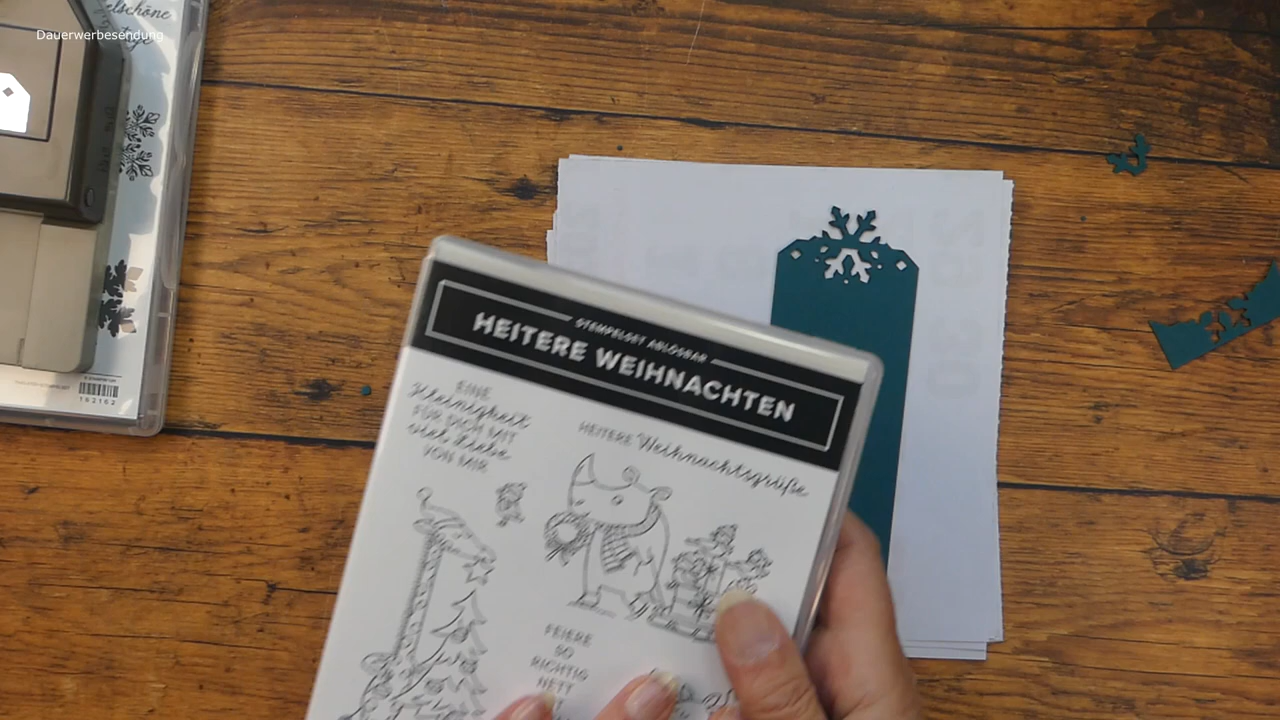 Dauerwerbesendung
STEMPELSET ABLÖSBAR
HEITERE WEIHNACHTEN
EINE
Kleinigkeit
FÜR DICH MIT
viel Liebe
VON MIR
HEITERE Weihnachtsgrüße
FEIERE
SO
RICHTIG
NETT
162162